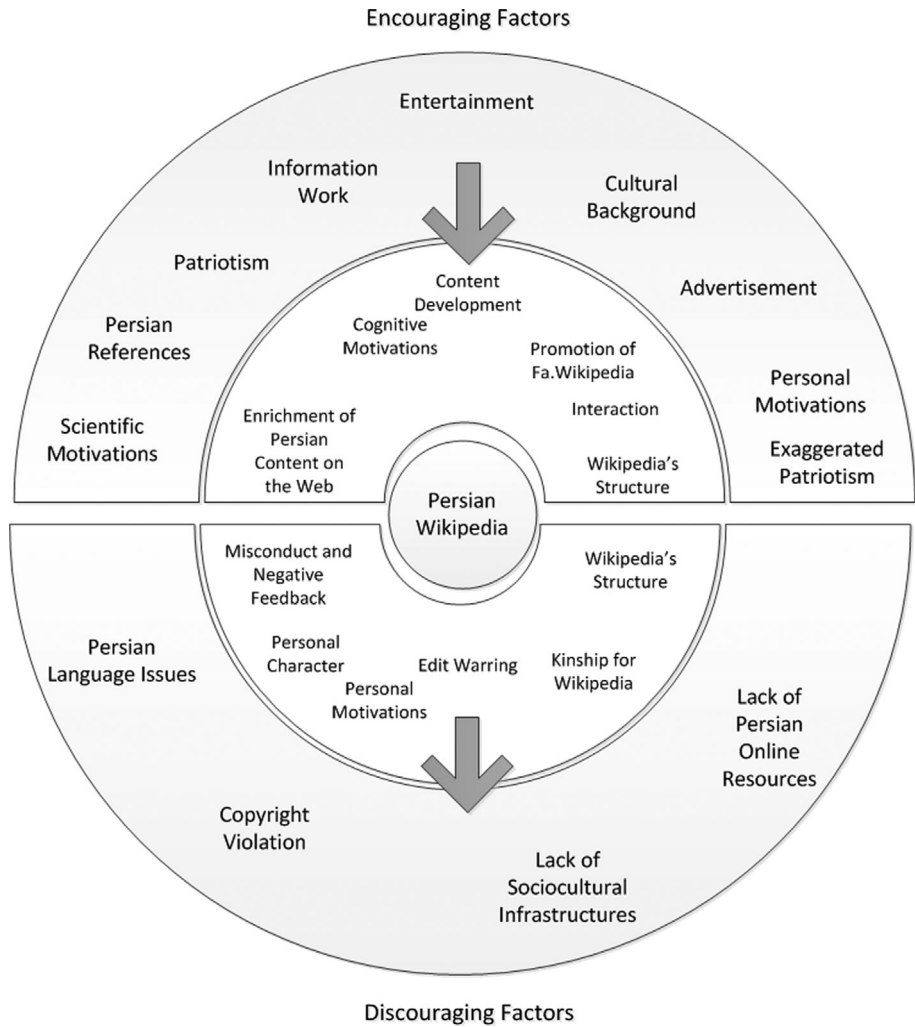 Encouraging Factors
Entertainment
Information
Work
Cultural
Background
Patriotism
Advertisement
Persian
References
Personal
Motivations
Scientific
Motivations
Exaggerated
Patriotism
Content
Development
Cognitive
Motivations
Promotion of
Fa.Wikipedia
Interaction
Enrichment of
Persian
Content on
the Web
Wikipedia's
Structure
Persian
Wikipedia
Misconduct and
Negative
Feedback
Wikipedia's
Structure
Personal
Character
Personal
Motivations
Edit Warring
Kinship for
Wikipedia
Persian
Language Issues
Lack of
Persian
Online
Resources
Copyright
Violation
Lack of
Sociocultural
Infrastructures
Discouraging Factors